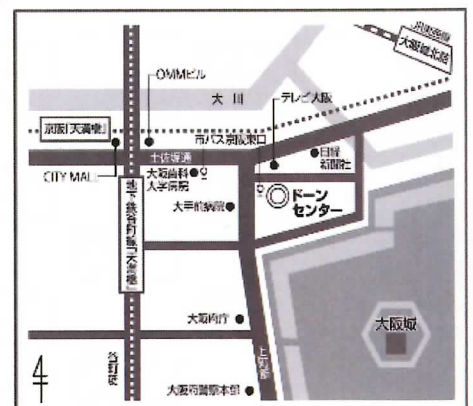 JR東西線
大阪城北詰
OMMビル
大川
テレビ大阪
京阪「天満橋」
市バス京阪東口
土佐堀通
日経
新聞社
CITY MALL
大阪歯科
大学病院
ドーン
センター
地下鉄谷町線「天満橋」
大手前病院
大阪府庁
大阪城
谷町筋
上町筋
大阪府警察本部